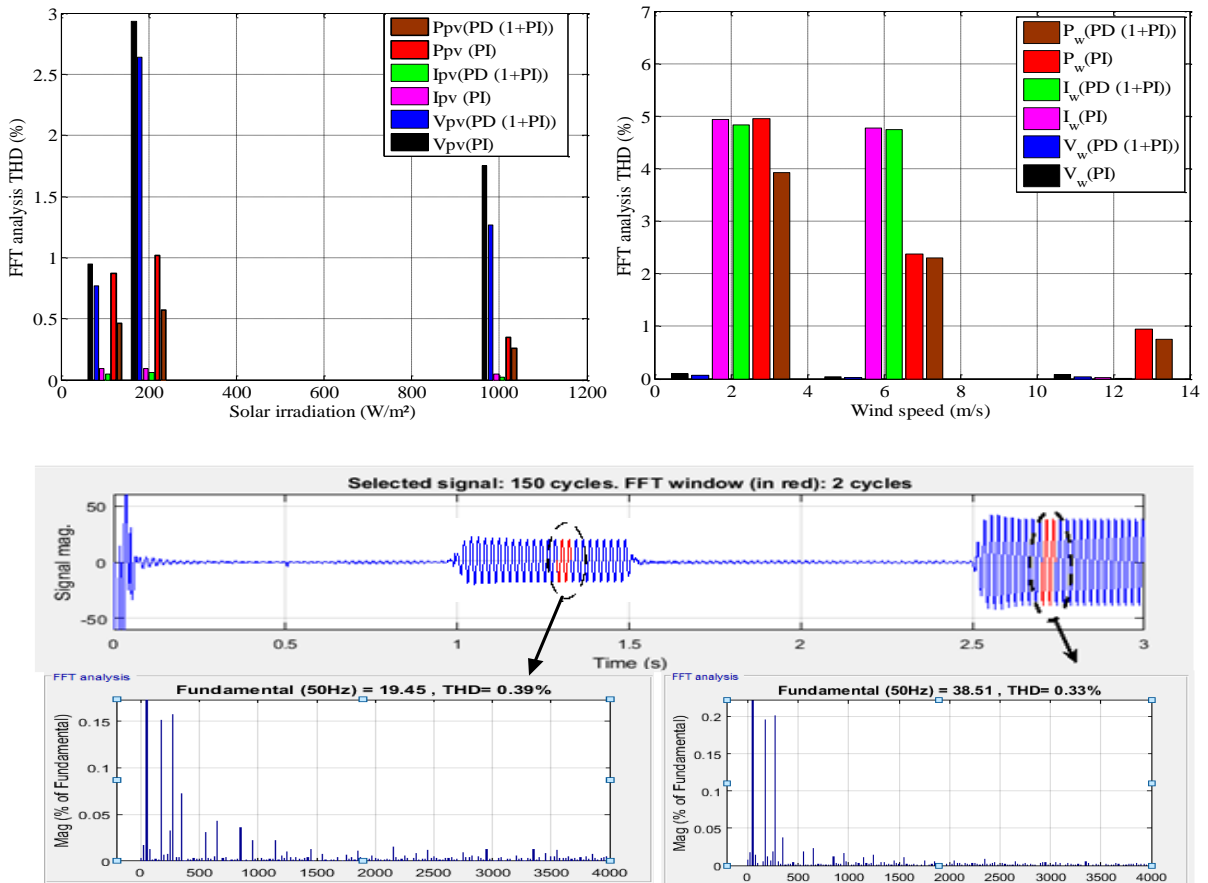 3
2.5
2
1.5
1
0.5
0
FFT analysis THD (%)
Ppv(PD (1+PI))
Ppv (PI)
Ipv(PD (1+PI))
Ipv (PI)
Vpv(PD (1+PI))
Vpv(PI)
0 200 400 600 800 1000 1200
Solar irradiation (W/m²)
7
6
5
4
3
2
1
0
FFT analysis THD (%)
Pw(PD (1+PI))
Pw(PI)
Iw(PD (1+PI))
Iw(PI)
Vw(PD (1+PI))
Vw(PI)
0 2 4 6 8 10 12 14
Wind speed (m/s)
Selected signal: 150 cycles. FFT window (in red): 2 cycles
50
0
-50
Signal mag.
0 0.5 1 1.5 2 2.5 3
Time (s)
FFT analysis
Fundamental (50Hz) = 19.45 , THD= 0.39%
0.15
0.1
0.05
0
Mag (% of Fundamental)
0 500 1000 1500 2000 2500 3000 3500 4000
FFT analysis
Fundamental (50Hz) = 38.51 , THD= 0.33%
0.2
0.1
0.05
0
Mag (% of Fundamental)
0 500 1000 1500 2000 2500 3000 3500 4000